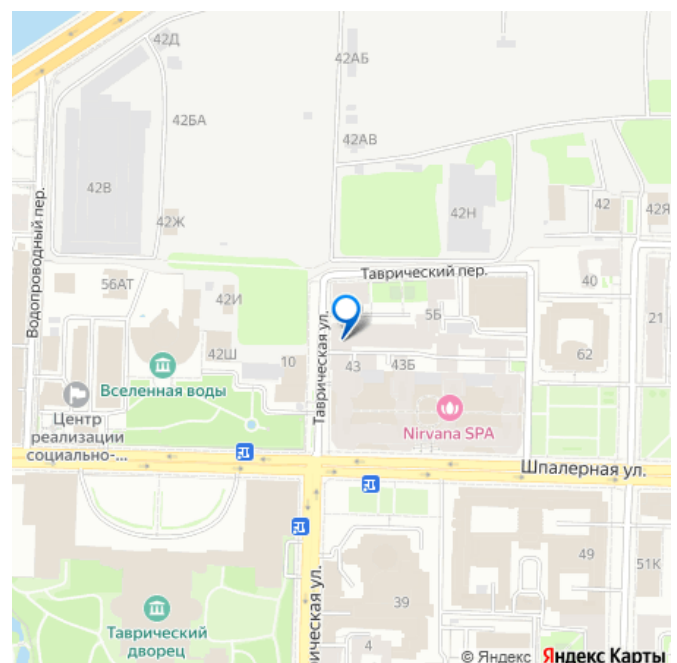 42Д
42АБ
42БА
42АВ
42В
42Н
42
42Я
42Ж
Водопроводный пер.
Таврический пер.
56АТ
42И
40
5Б
21
Таврическая ул.
42Ш
10
43
43Б
62
Вселенная воды
Центр
реализации
социально-...
Nirvana SPA
Шпалерная ул.
49
51К
39
Таврический
дворец
4
рическая ул.
© Яндекс Яндекс Карты